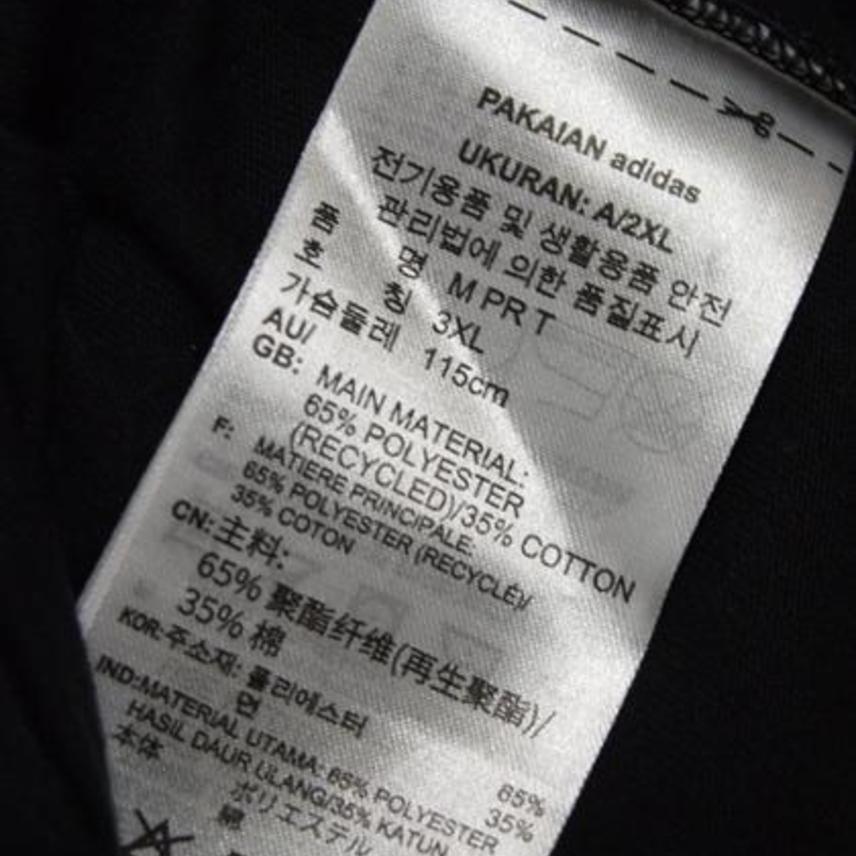 PAKAIAN adidas
UKURAN: A/2XL
전기용품 및 생활용품 안전
관리법에 의한 품질표시
품 명 M PR T
호 칭 3XL
가슴둘레 115cm
AU/
GB: MAIN MATERIAL:
65% POLYESTER
(RECYCLED)/35% COTTON
F: MATIERE PRINCIPALE:
65% POLYESTER (RECYCLÉ)/
35% COTON
CN: 主料:
65% 聚酯纤维(再生聚酯)/
35% 棉
KOR: 주소재: 폴리에스터 65%
면 35%
IND:MATERIAL UTAMA: 65% POLYESTER
HASIL DAUR ULANG/35% KATUN
本体
ポリエステル
綿